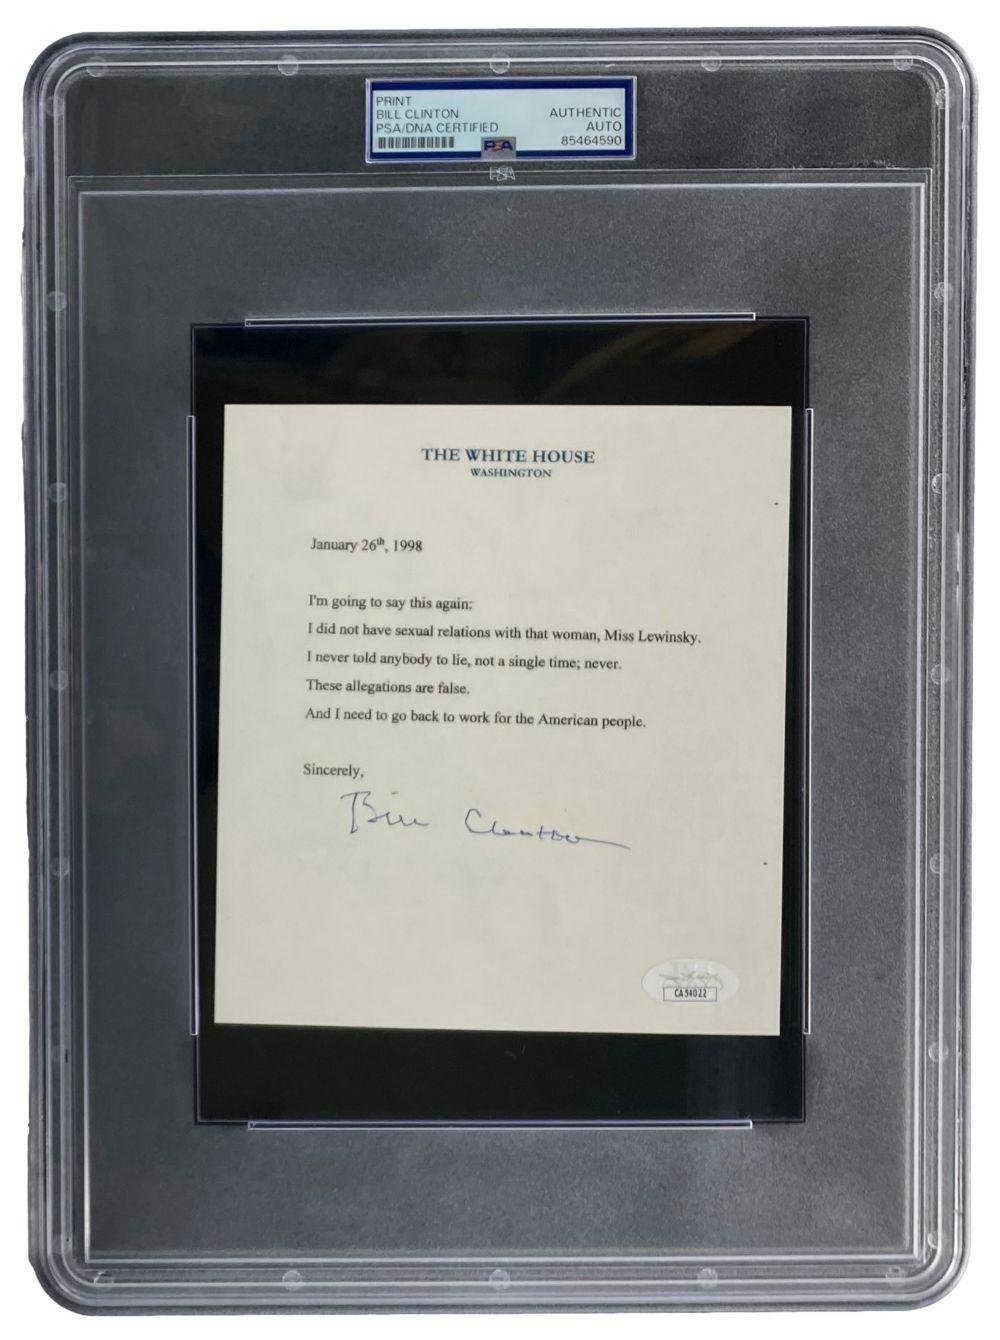 PRINT
BILL CLINTON
PSA/DNA CERTIFIED
AUTHENTIC
AUTO
85464590
PSA
PSA
THE WHITE HOUSE
WASHINGTON
January 26th, 1998
I'm going to say this again:
I did not have sexual relations with that woman, Miss Lewinsky.
I never told anybody to lie, not a single time; never.
These allegations are false.
And I need to go back to work for the American people.
Sincerely,
Bill Clinton
CA54022